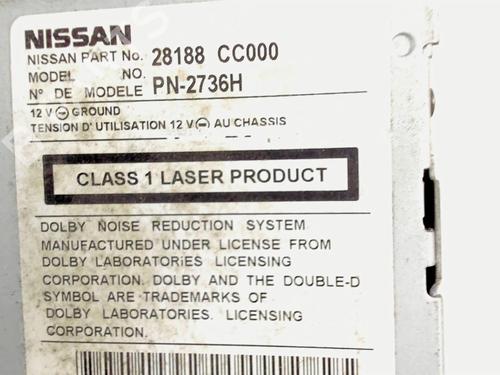 NISSAN
NISSAN PART No. 28188 CC000
MODEL NO.
Nº DE MODELE PN-2736H
12 V ⊖ GROUND
TENSION D' UTILISATION 12 V ⊖ AU CHASSIS
CLASS 1 LASER PRODUCT
DOLBY NOISE REDUCTION SYSTEM
MANUFACTURED UNDER LICENSE FROM
DOLBY LABORATORIES LICENSING
CORPORATION. DOLBY AND THE DOUBLE-D
SYMBOL ARE TRADEMARKS OF
DOLBY LABORATORIES. LICENSING
CORPORATION.